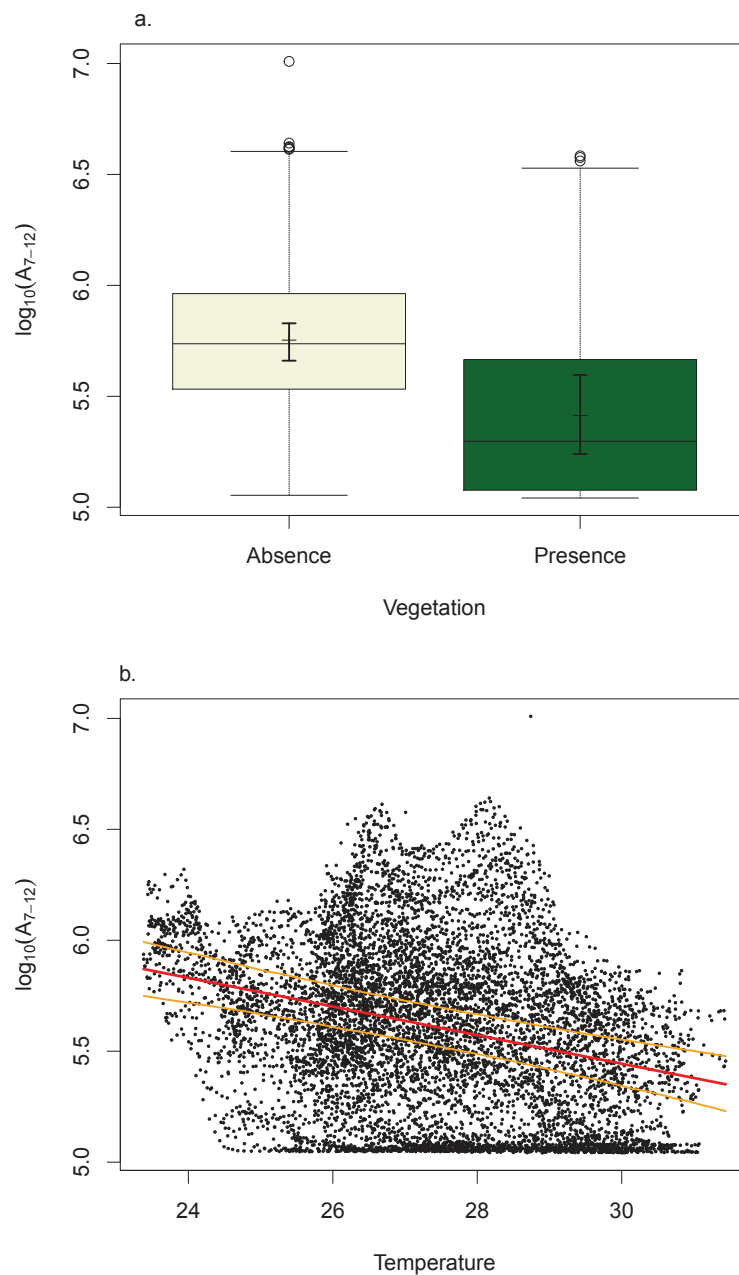 a.
7.0
6.5
6.0
5.5
5.0
log₁₀(A₇₋₁₂)
Absence Presence
Vegetation
b.
7.0
6.5
6.0
5.5
5.0
log₁₀(A₇₋₁₂)
24 26 28 30
Temperature